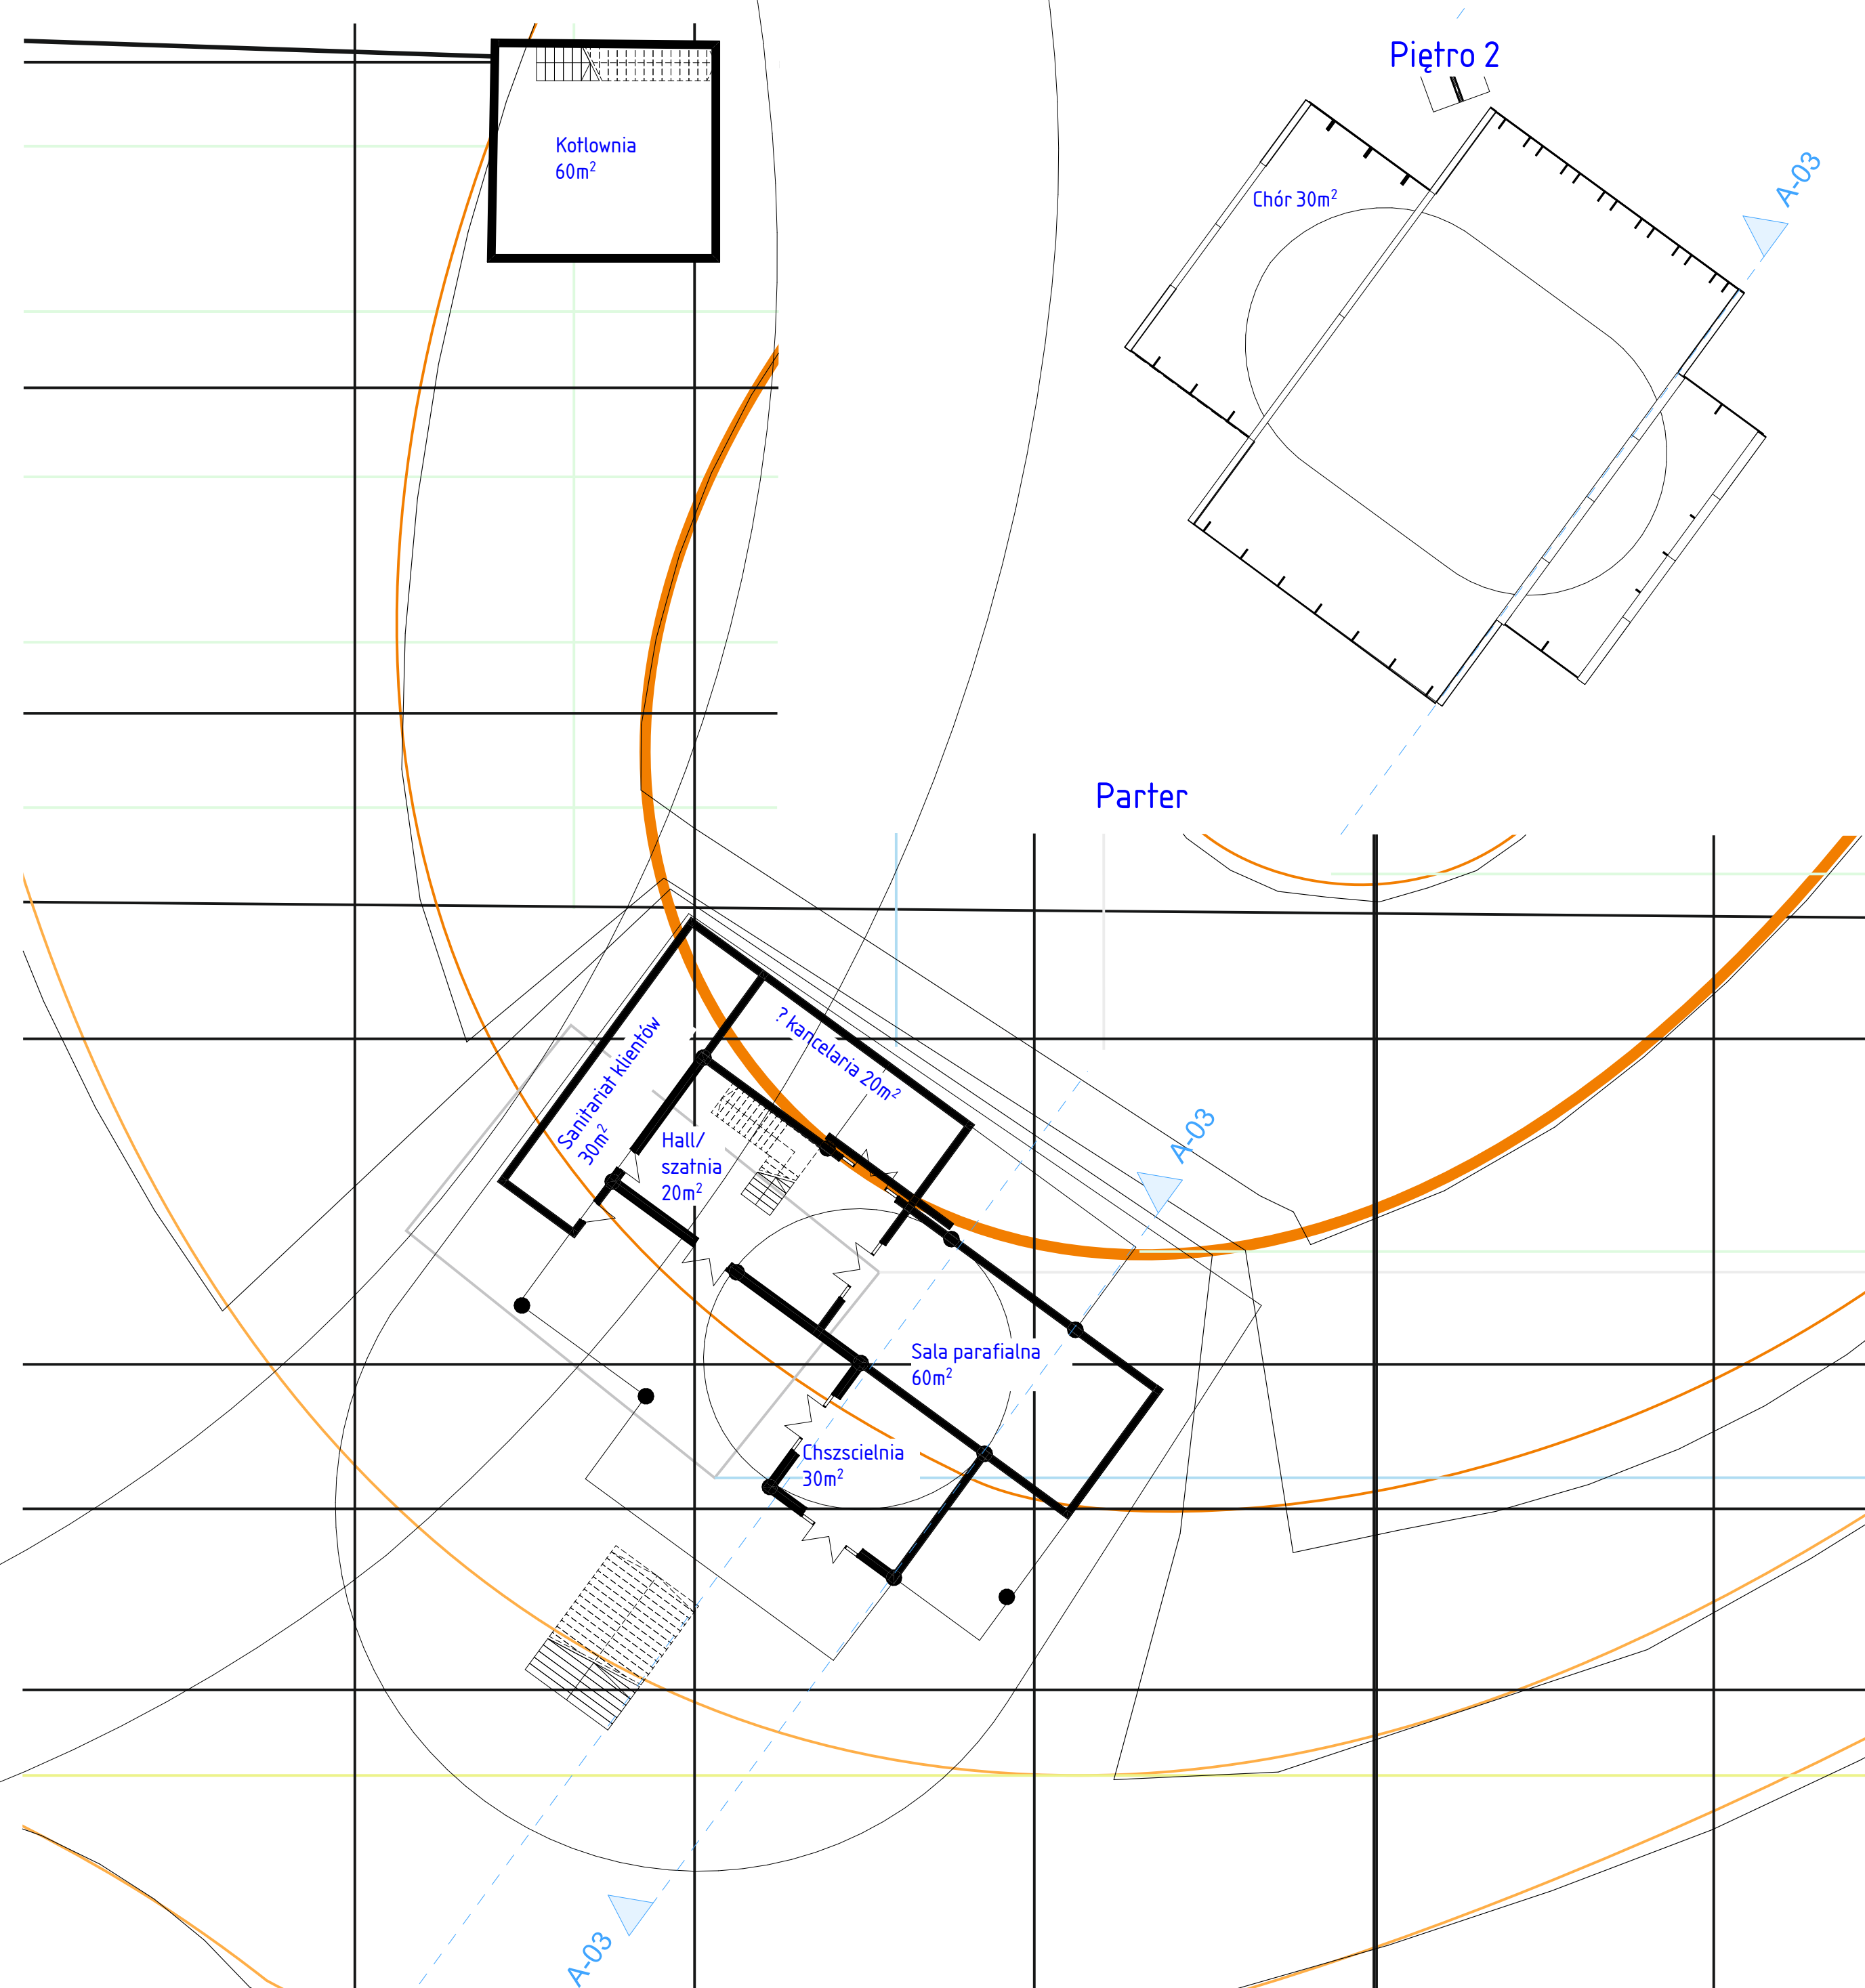 Piętro 2
Kotlownia
60m²
Chór 30m²
A-03
Parter
? kancelaria 20m²
Sanitariat klientów
30m²
Hall/
szatnia
20m²
A-03
Sala parafialna
60m²
Chszscielnia
30m²
A-03